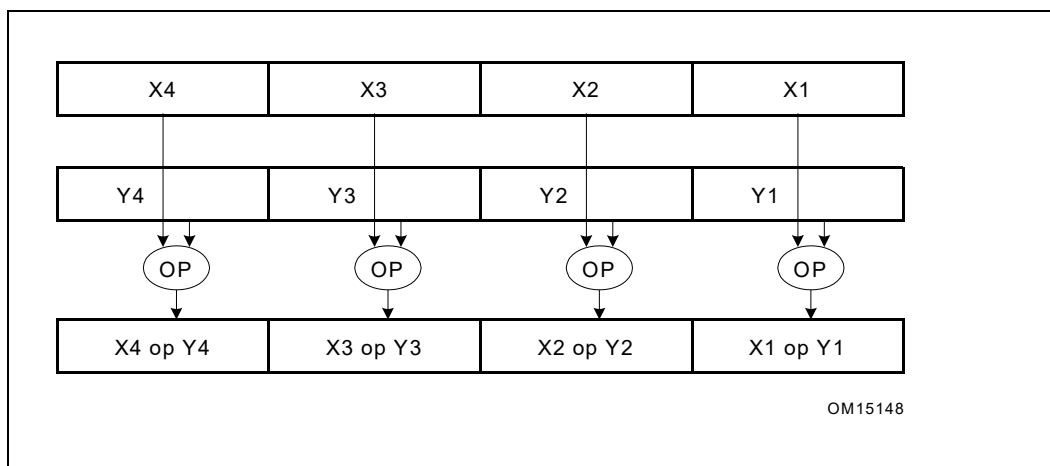 X4 X3 X2 X1
Y4 Y3 Y2 Y1
OP OP OP OP
X4 op Y4 X3 op Y3 X2 op Y2 X1 op Y1
OM15148